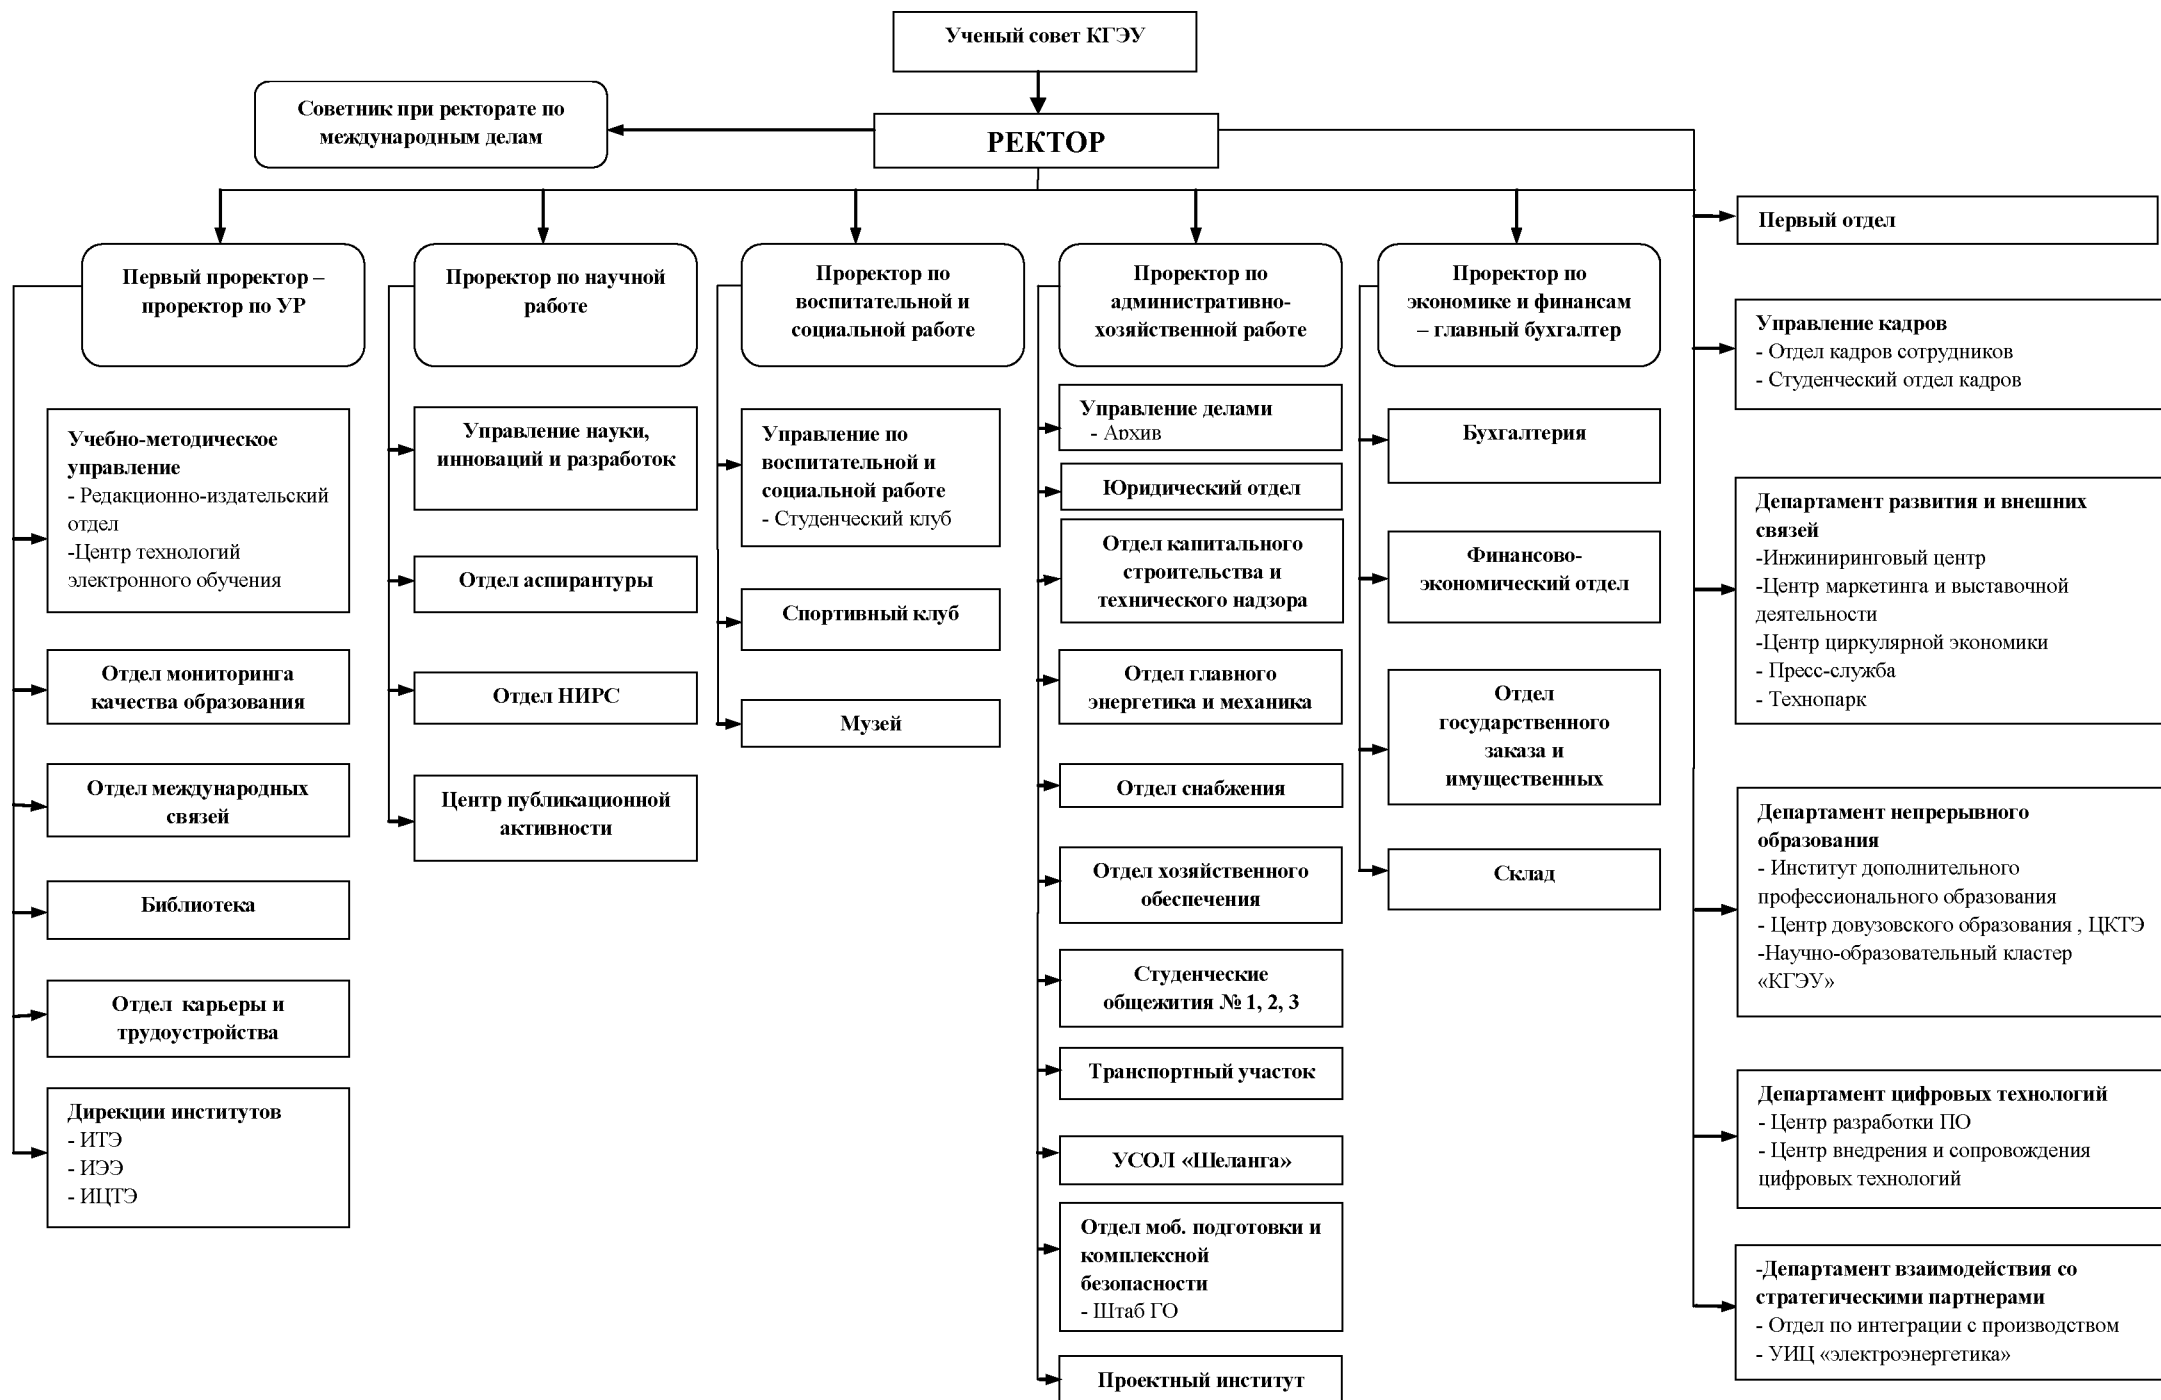 Ученый совет КГЭУ
Советник при ректорате по
международным делам
РЕКТОР
Первый проректор –
проректор по УР
Учебно-методическое
управление
- Редакционно-издательский
отдел
-Центр технологий
электронного обучения
Отдел мониторинга
качества образования
Отдел международных
связей
Библиотека
Отдел карьеры и
трудоустройства
Дирекции институтов
- ИТЭ
- ИЭЭ
- ИЦТЭ
Проректор по научной
работе
Управление науки,
инноваций и разработок
Отдел аспирантуры
Отдел НИРС
Центр публикационной
активности
Проректор по
воспитательной и
социальной работе
Управление по
воспитательной и
социальной работе
- Студенческий клуб
Спортивный клуб
Музей
Проректор по
административно-
хозяйственной работе
Управление делами
- Архив
Юридический отдел
Отдел капитального
строительства и
технического надзора
Отдел главного
энергетика и механика
Отдел снабжения
Отдел хозяйственного
обеспечения
Студенческие
общежития № 1, 2, 3
Транспортный участок
УСОЛ «Шеланга»
Отдел моб. подготовки и
комплексной
безопасности
- Штаб ГО
Проектный институт
Проректор по
экономике и финансам
– главный бухгалтер
Бухгалтерия
Финансово-
экономический отдел
Отдел
государственного
заказа и
имущественных
Склад
Первый отдел
Управление кадров
- Отдел кадров сотрудников
- Студенческий отдел кадров
Департамент развития и внешних
связей
-Инжиниринговый центр
-Центр маркетинга и выставочной
деятельности
-Центр циркулярной экономики
- Пресс-служба
- Технопарк
Департамент непрерывного
образования
- Институт дополнительного
профессионального образования
- Центр довузовского образования , ЦКТЭ
-Научно-образовательный кластер
«КГЭУ»
Департамент цифровых технологий
- Центр разработки ПО
- Центр внедрения и сопровождения
цифровых технологий
-Департамент взаимодействия со
стратегическими партнерами
- Отдел по интеграции с производством
- УИЦ «электроэнергетика»